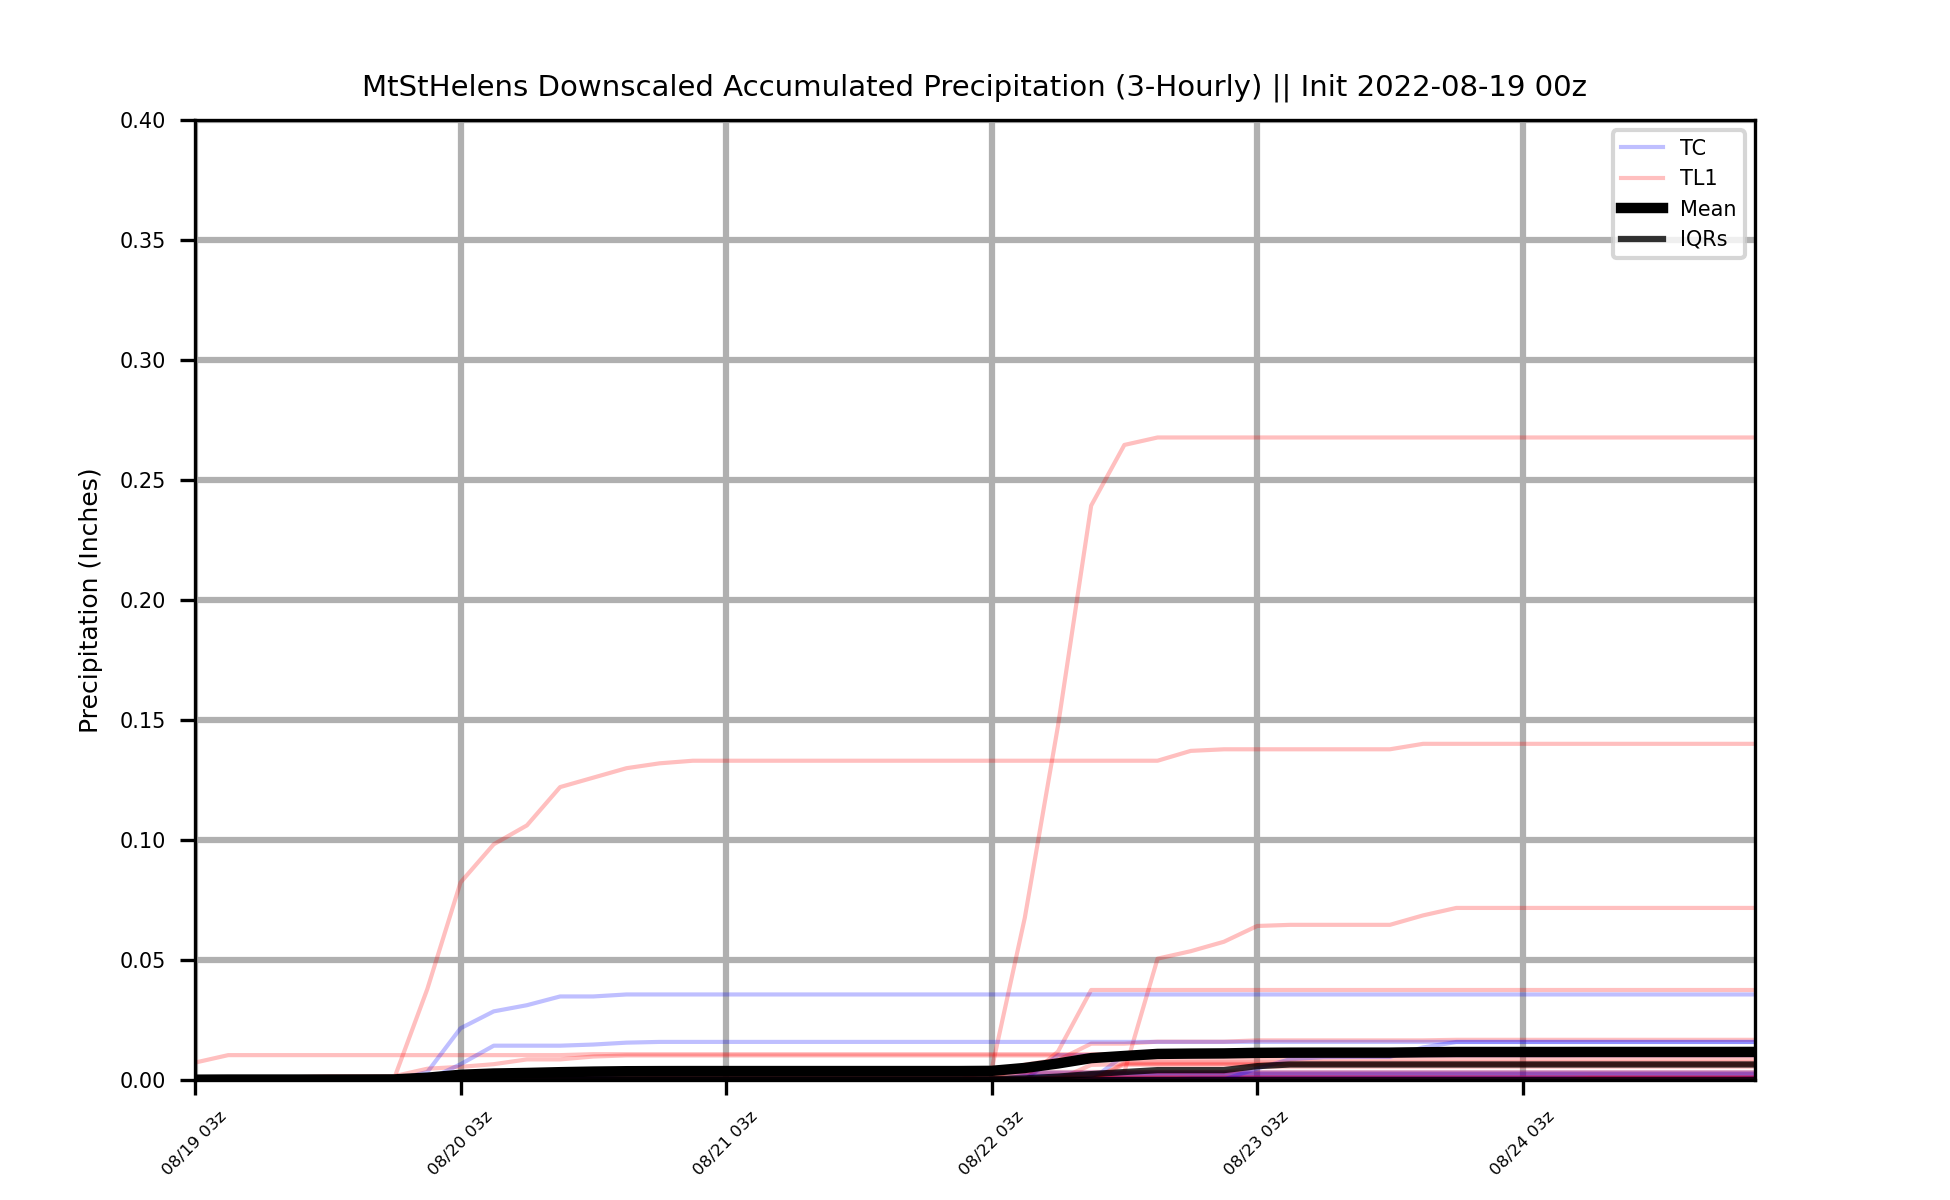 MtStHelens Downscaled Accumulated Precipitation (3-Hourly) || Init 2022-08-19 00z
TC
TL1
Mean
IQRs
Precipitation (Inches)
0.40
0.35
0.30
0.25
0.20
0.15
0.10
0.05
0.00
08/19 03z
08/20 03z
08/21 03z
08/22 03z
08/23 03z
08/24 03z